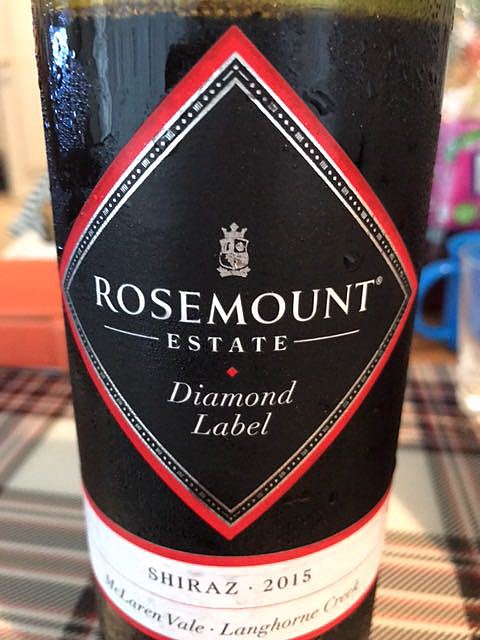 ROSEMOUNT®
ESTATE
Diamond
Label
SHIRAZ · 2015
McLaren Vale · Langhorne Creek